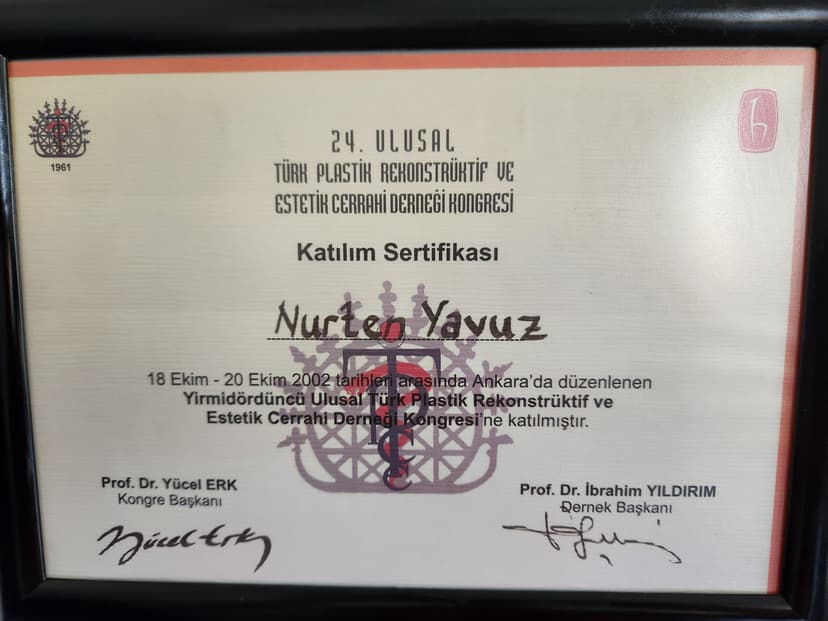 1961
24. ULUSAL
TÜRK PLASTİK REKONSTRÜKTİF VE
ESTETİK CERRAHİ DERNEĞİ KONGRESİ
Katılım Sertifikası
Nurten Yavuz
18 Ekim - 20 Ekim 2002 tarihleri arasında Ankara'da düzenlenen
Yirmidördüncü Ulusal Türk Plastik Rekonstrüktif ve
Estetik Cerrahi Derneği Kongresi'ne katılmıştır.
Prof. Dr. Yücel ERK
Kongre Başkanı
Yücel Erk
Prof. Dr. İbrahim YILDIRIM
Dernek Başkanı